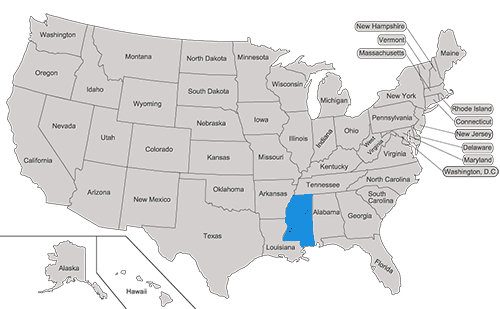 New Hampshire
Vermont
Massachusetts
Washington
Montana
North Dakota
Minnesota
Maine
Oregon
Idaho
Wyoming
South Dakota
Wisconsin
Michigan
New York
Rhode Island
Connecticut
New Jersey
Delaware
Maryland
Washington, D.C
Nevada
Utah
Colorado
Nebraska
Iowa
Illinois
Indiana
Ohio
Pennsylvania
West
Virginia
Virginia
California
Kansas
Missouri
Kentucky
Arizona
New Mexico
Oklahoma
Arkansas
Tennessee
North Carolina
South
Carolina
Texas
Louisiana
Alabama
Georgia
Florida
Alaska
Hawaii